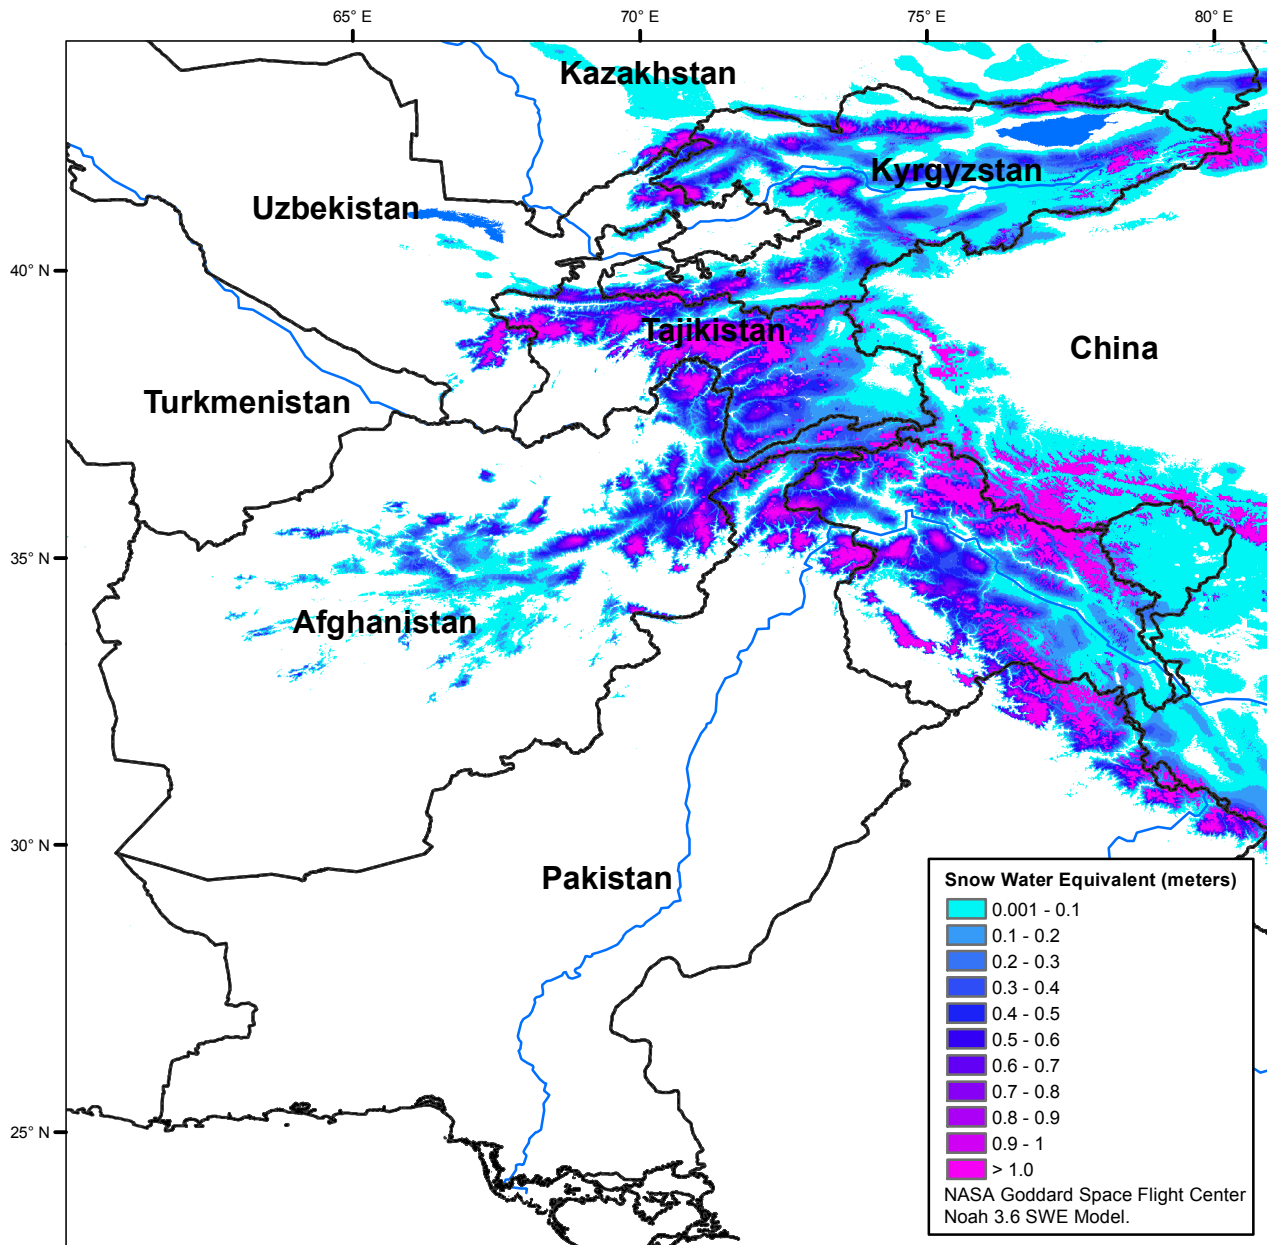 65° E
70° E
75° E
80° E
Kazakhstan
Kyrgyzstan
Uzbekistan
40° N
Tajikistan
China
Turkmenistan
35° N
Afghanistan
30° N
Pakistan
Snow Water Equivalent (meters)
0.001 - 0.1
0.1 - 0.2
0.2 - 0.3
0.3 - 0.4
0.4 - 0.5
0.5 - 0.6
0.6 - 0.7
0.7 - 0.8
0.8 - 0.9
0.9 - 1
> 1.0
NASA Goddard Space Flight Center
Noah 3.6 SWE Model.
25° N